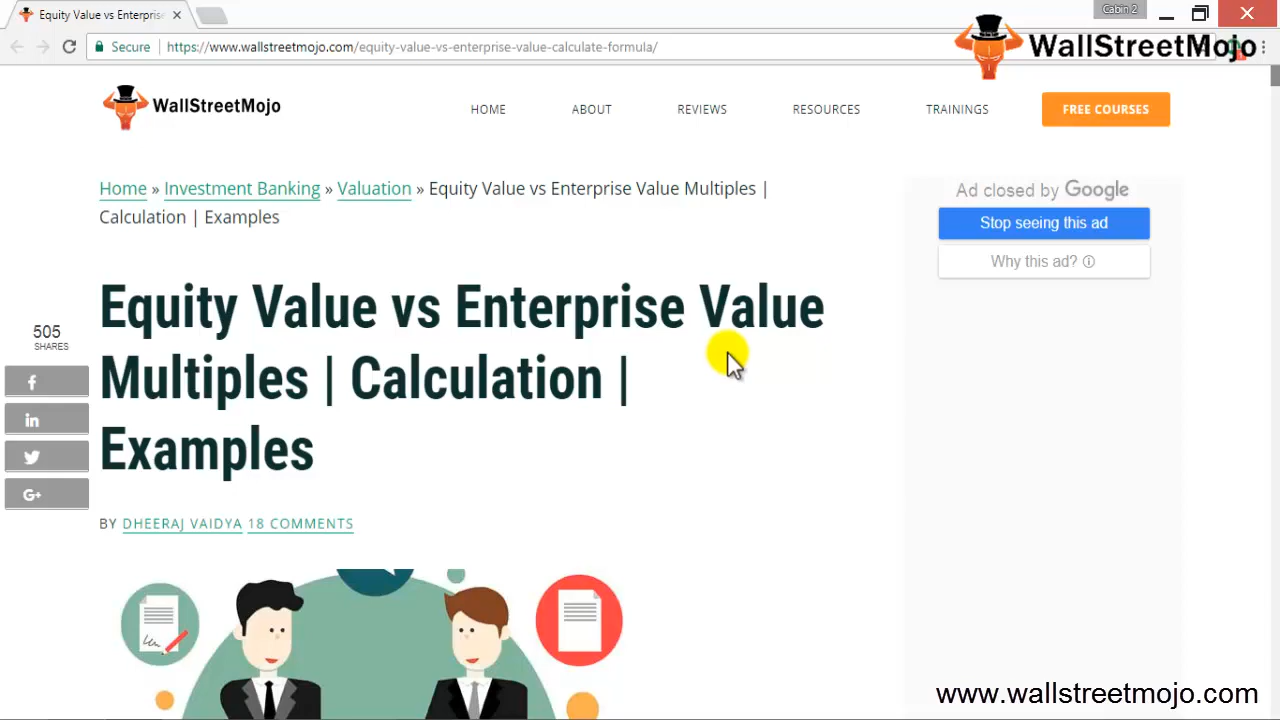 Equity Value vs Enterpris
Cabin 2
Secure
https://www.wallstreetmojo.com/equity-value-vs-enterprise-value-calculate-formula/
WallStreetMojo
WallStreetMojo
HOME
ABOUT
REVIEWS
RESOURCES
TRAININGS
FREE COURSES
Home » Investment Banking » Valuation » Equity Value vs Enterprise Value Multiples |
Calculation | Examples
Ad closed by Google
Stop seeing this ad
Why this ad?
Equity Value vs Enterprise Value
Multiples | Calculation |
Examples
505
SHARES
f
in
G+
BY DHEERAJ VAIDYA 18 COMMENTS
www.wallstreetmojo.com